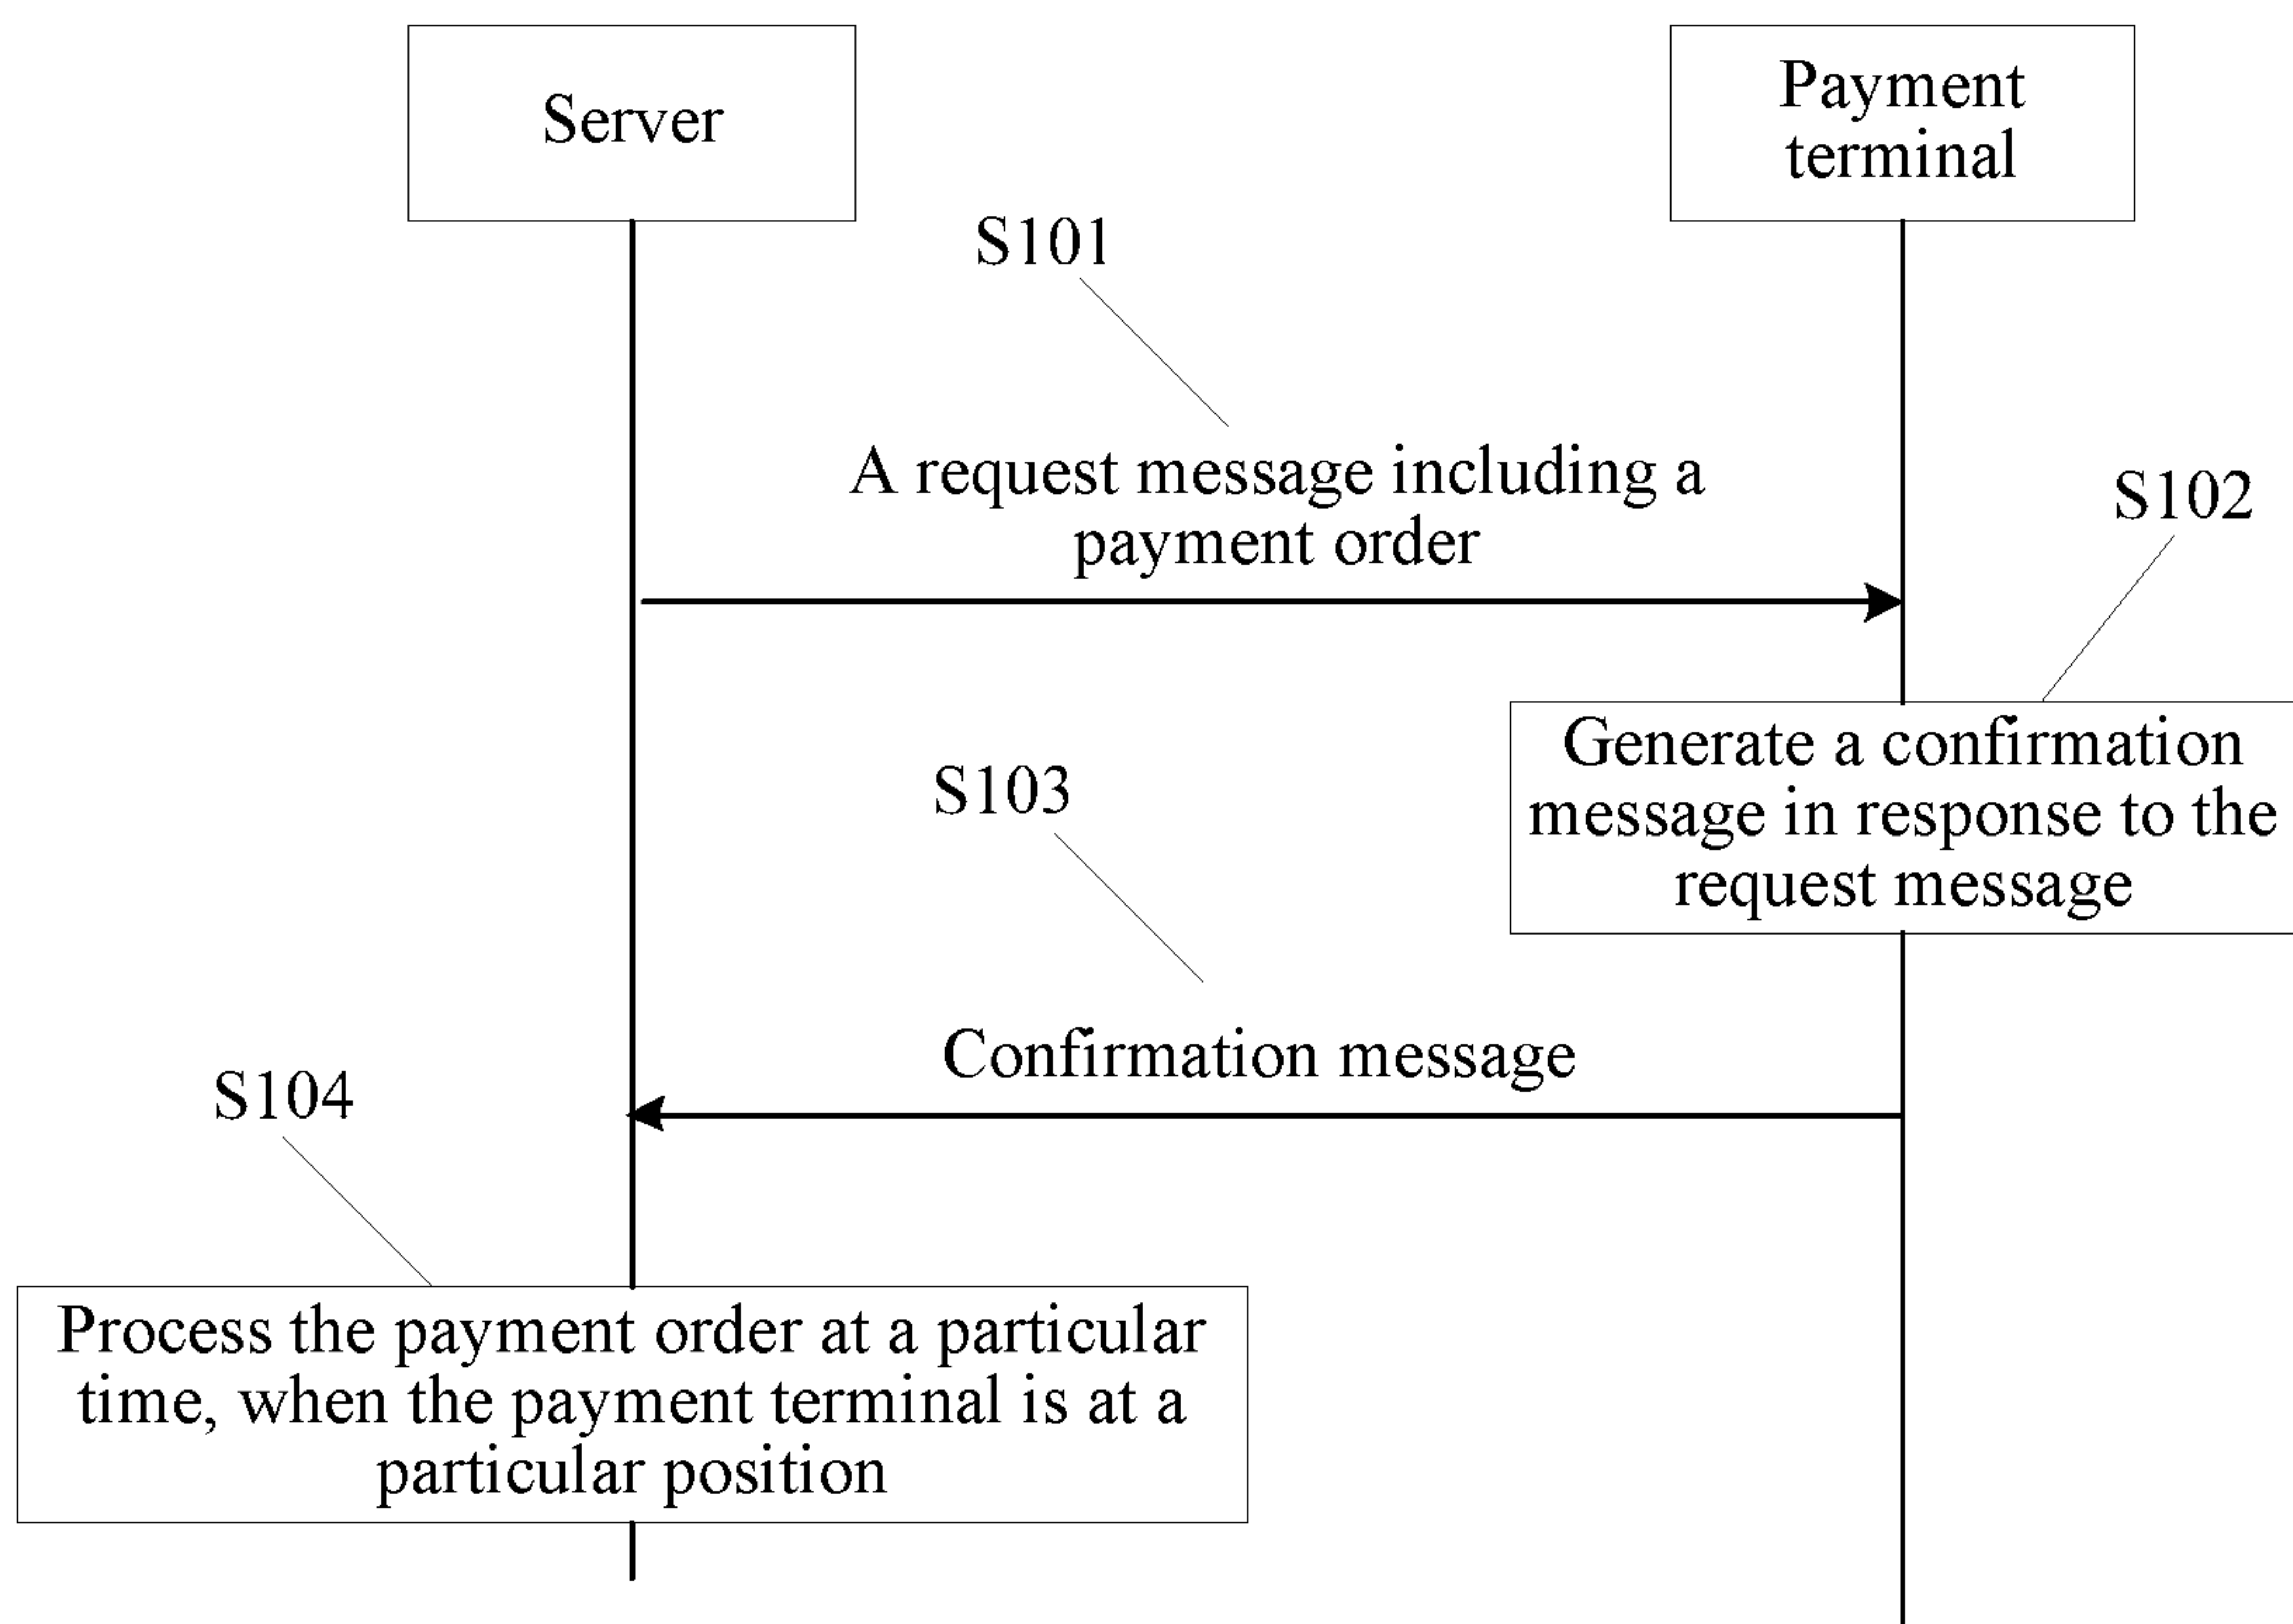 Server
Payment
terminal
S101
A request message including a
payment order
S102
Generate a confirmation
message in response to the
request message
S103
Confirmation message
S104
Process the payment order at a particular
time, when the payment terminal is at a
particular position